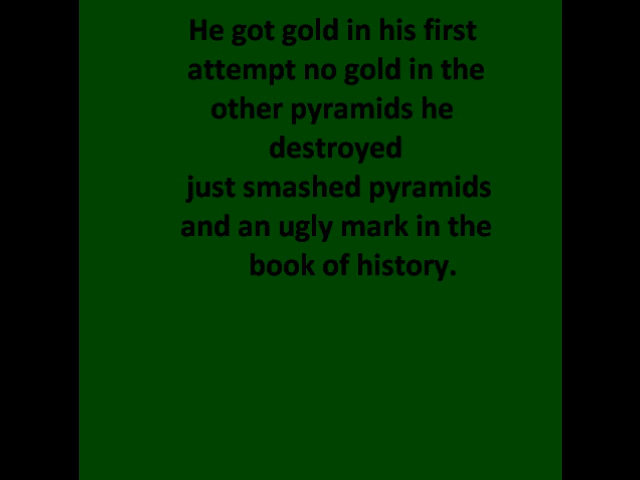 He got gold in his first
attempt no gold in the
other pyramids he
destroyed
just smashed pyramids
and an ugly mark in the
book of history.